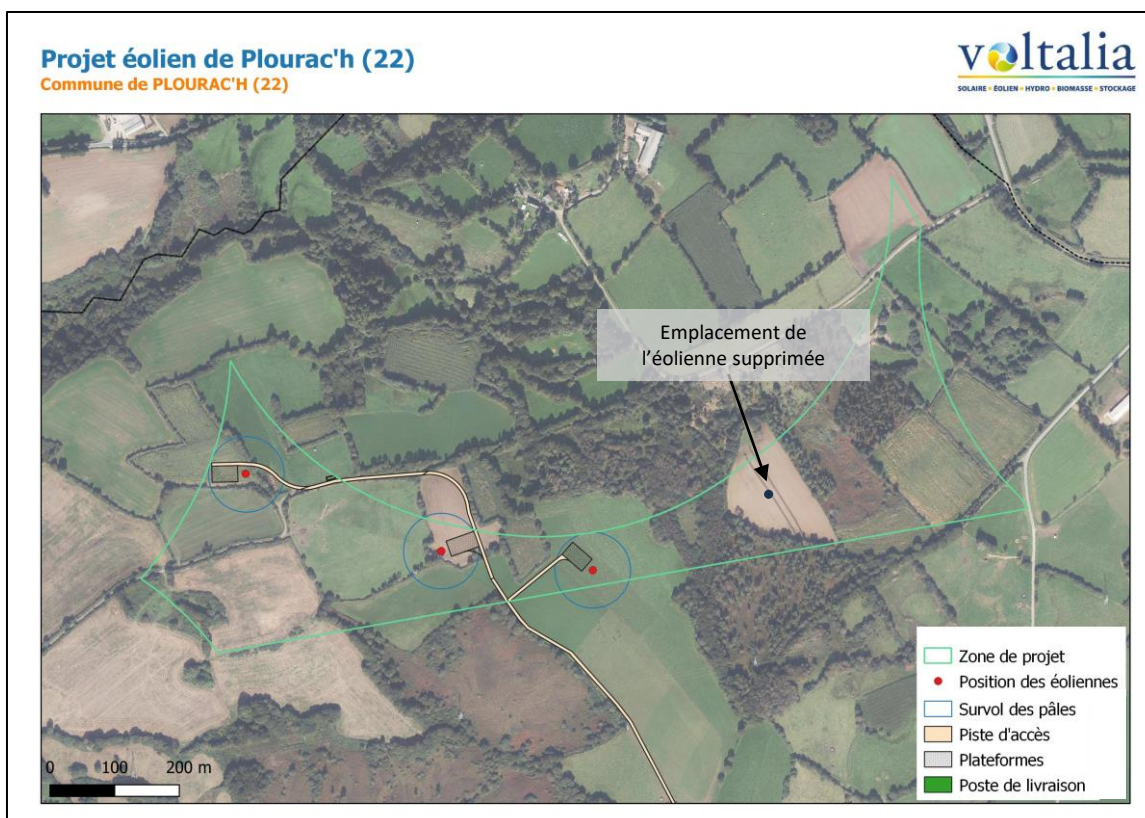 Projet éolien de Plourac'h (22)
Commune de PLOURAC'H (22)
voltalia
SOLAIRE • ÉOLIEN • HYDRO • BIOMASSE • STOCKAGE
Emplacement de
l'éolienne supprimée
Zone de projet
Position des éoliennes
Survol des pâles
Piste d'accès
Plateformes
Poste de livraison
0 100 200 m